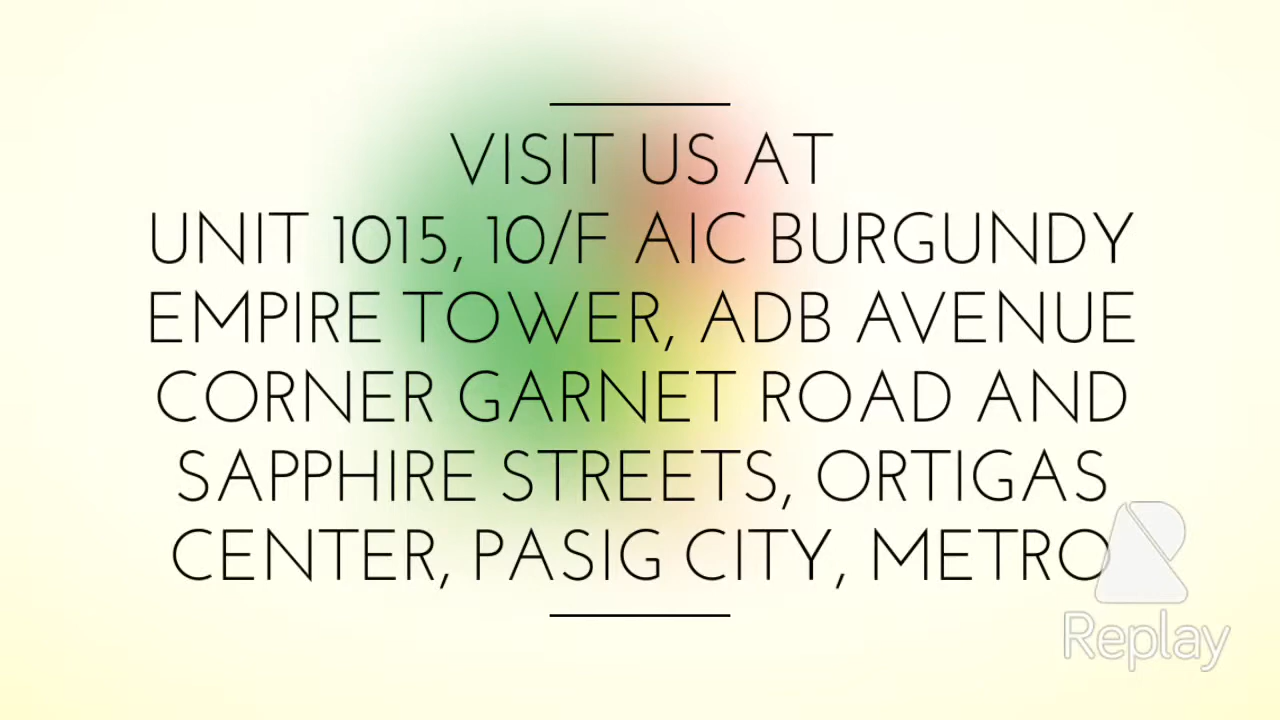 VISIT US AT
UNIT 1015, 10/F AIC BURGUNDY
EMPIRE TOWER, ADB AVENUE
CORNER GARNET ROAD AND
SAPPHIRE STREETS, ORTIGAS
CENTER, PASIG CITY, METRO
Replay